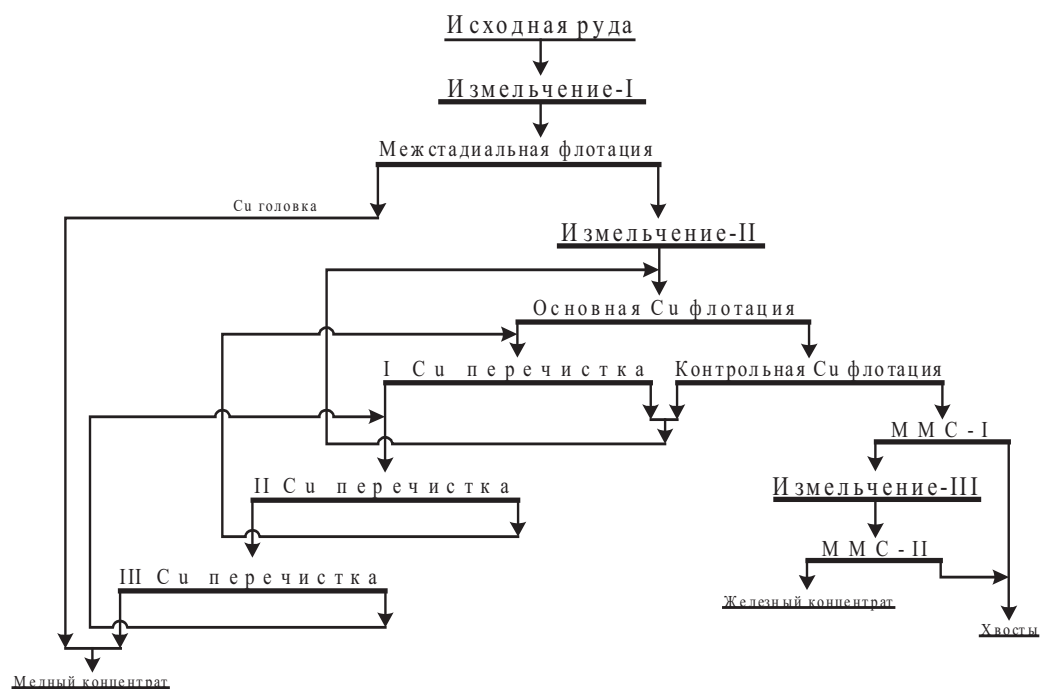 Исходная руда
Измельчение-I
Межстадиальная флотация
Cu головка
Измельчение-II
Основная Cu флотация
I Cu перечистка
Контрольная Cu флотация
ММС-I
II Cu перечистка
Измельчение-III
ММС-II
III Cu перечистка
Железный концентрат
Хвосты
Медный концентрат